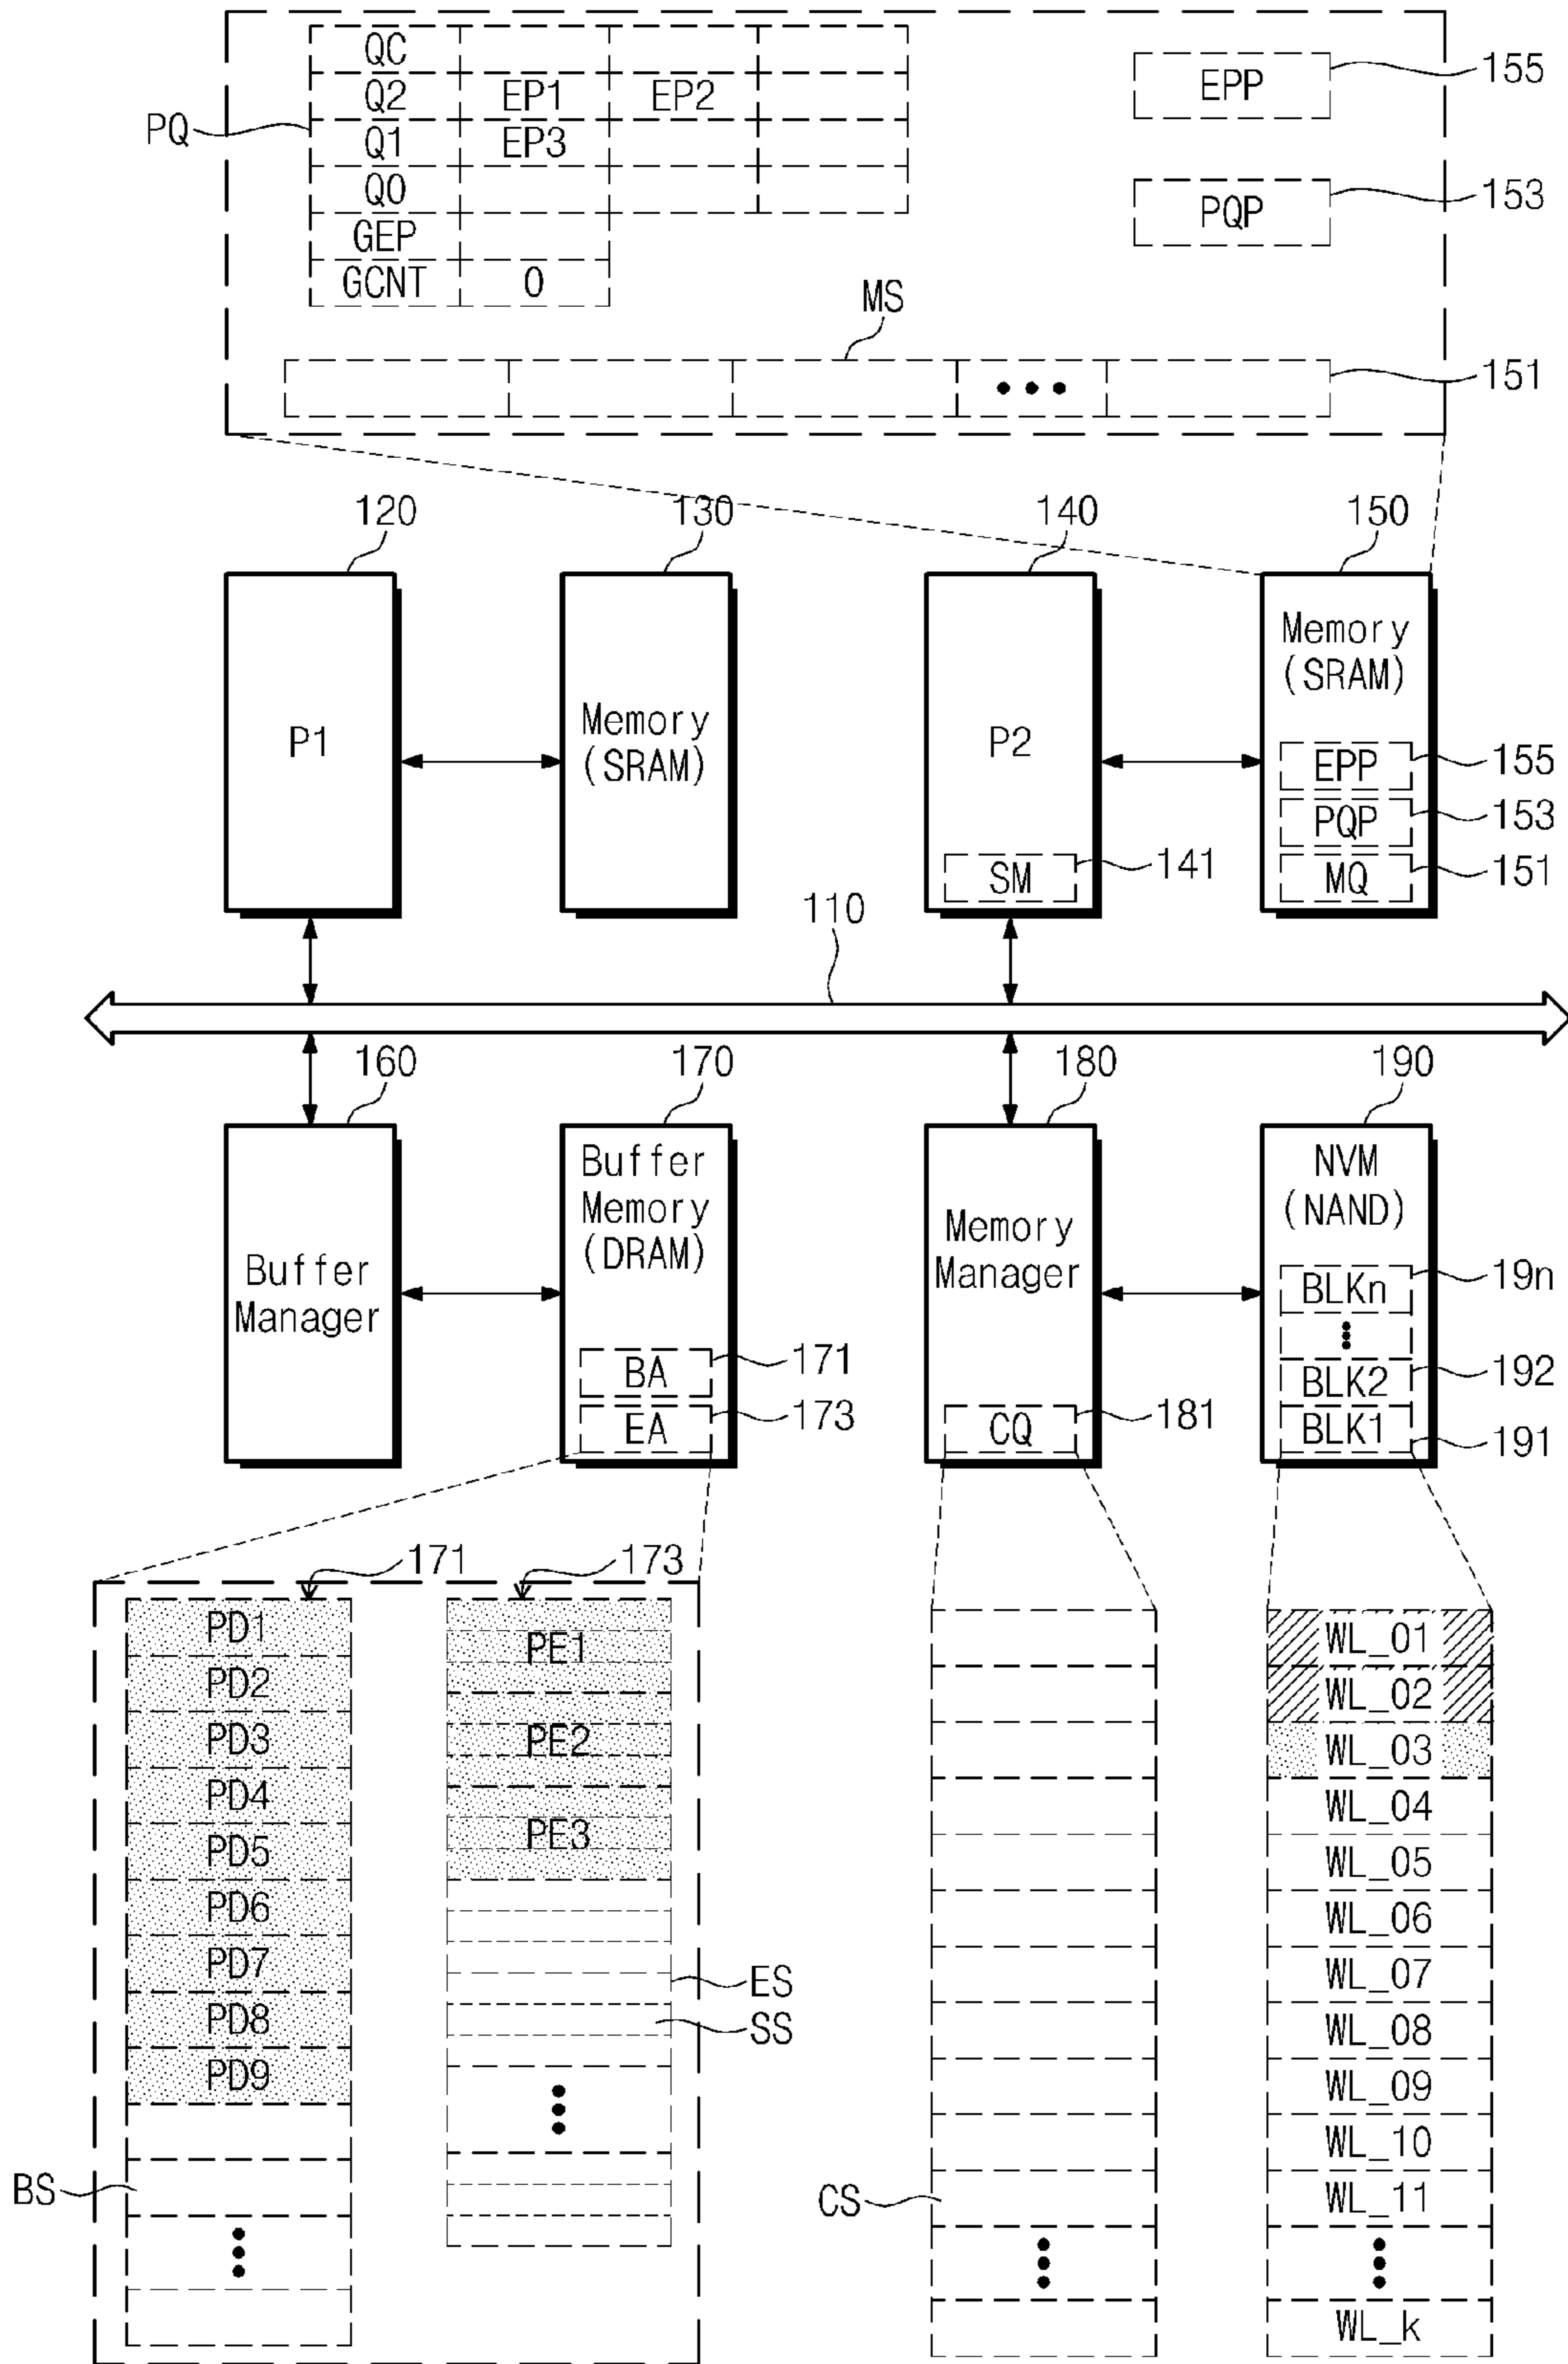 QC
Q2 EP1 EP2
PQ
Q1 EP3
Q0
GEP
GCNT 0
EPP 155
PQP 153
MS
151
120 130 140 150
P1
Memory
(SRAM)
P2
SM 141
Memory
(SRAM)
EPP 155
PQP 153
MQ 151
110
160 170 180 190
Buffer
Manager
Buffer
Memory
(DRAM)
BA 171
EA 173
Memory
Manager
CQ 181
NVM
(NAND)
BLKn 19n
BLK2 192
BLK1 191
171 173
PD1
PD2
PD3
PD4
PD5
PD6
PD7
PD8
PD9
BS
PE1
PE2
PE3
ES
SS
CS
WL_01
WL_02
WL_03
WL_04
WL_05
WL_06
WL_07
WL_08
WL_09
WL_10
WL_11
WL_k